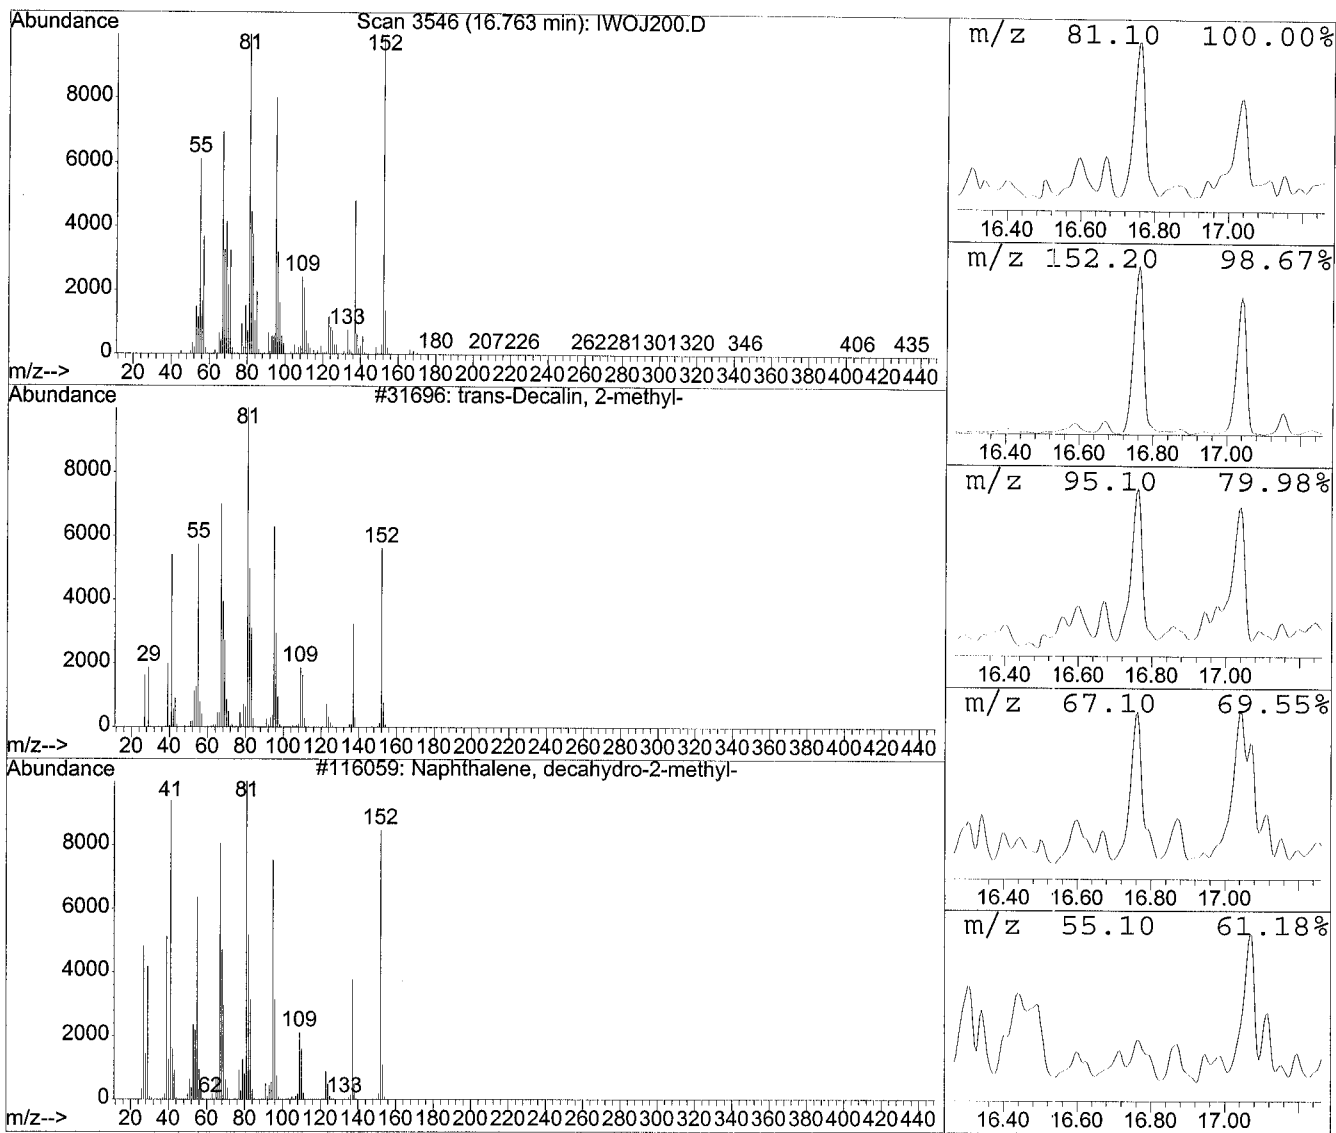 Abundance
Scan 3546 (16.763 min): IWOJ200.D
81
152
8000
55
6000
4000
109
2000
133
180 207 226 262 281 301 320 346 406 435
0
20 40 60 80 100 120 140 160 180 200 220 240 260 280 300 320 340 360 380 400 420 440
m/z-->
Abundance
#31696: trans-Decalin, 2-methyl-
81
8000
55
152
6000
4000
29
109
2000
0
20 40 60 80 100 120 140 160 180 200 220 240 260 280 300 320 340 360 380 400 420 440
m/z-->
Abundance
#116059: Naphthalene, decahydro-2-methyl-
41
81
152
8000
6000
4000
109
2000
62
133
0
20 40 60 80 100 120 140 160 180 200 220 240 260 280 300 320 340 360 380 400 420 440
m/z-->
m/z 81.10 100.00%
16.40 16.60 16.80 17.00
m/z 152.20 98.67%
16.40 16.60 16.80 17.00
m/z 95.10 79.98%
16.40 16.60 16.80 17.00
m/z 67.10 69.55%
16.40 16.60 16.80 17.00
m/z 55.10 61.18%
16.40 16.60 16.80 17.00